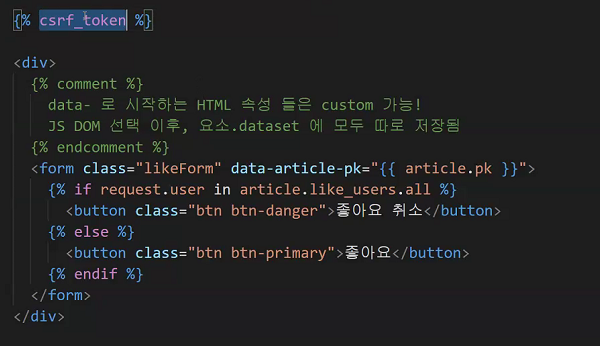 {% csrf_token %}
<div>
{% comment %}
data- 로 시작하는 HTML 속성 들은 custom 가능!
JS DOM 선택 이후, 요소.dataset 에 모두 따로 저장됨
{% endcomment %}
<form class="likeForm" data-article-pk="{{ article.pk }}">
{% if request.user in article.like_users.all %}
<button class="btn btn-danger">좋아요 취소</button>
{% else %}
<button class="btn btn-primary">좋아요</button>
{% endif %}
</form>
</div>